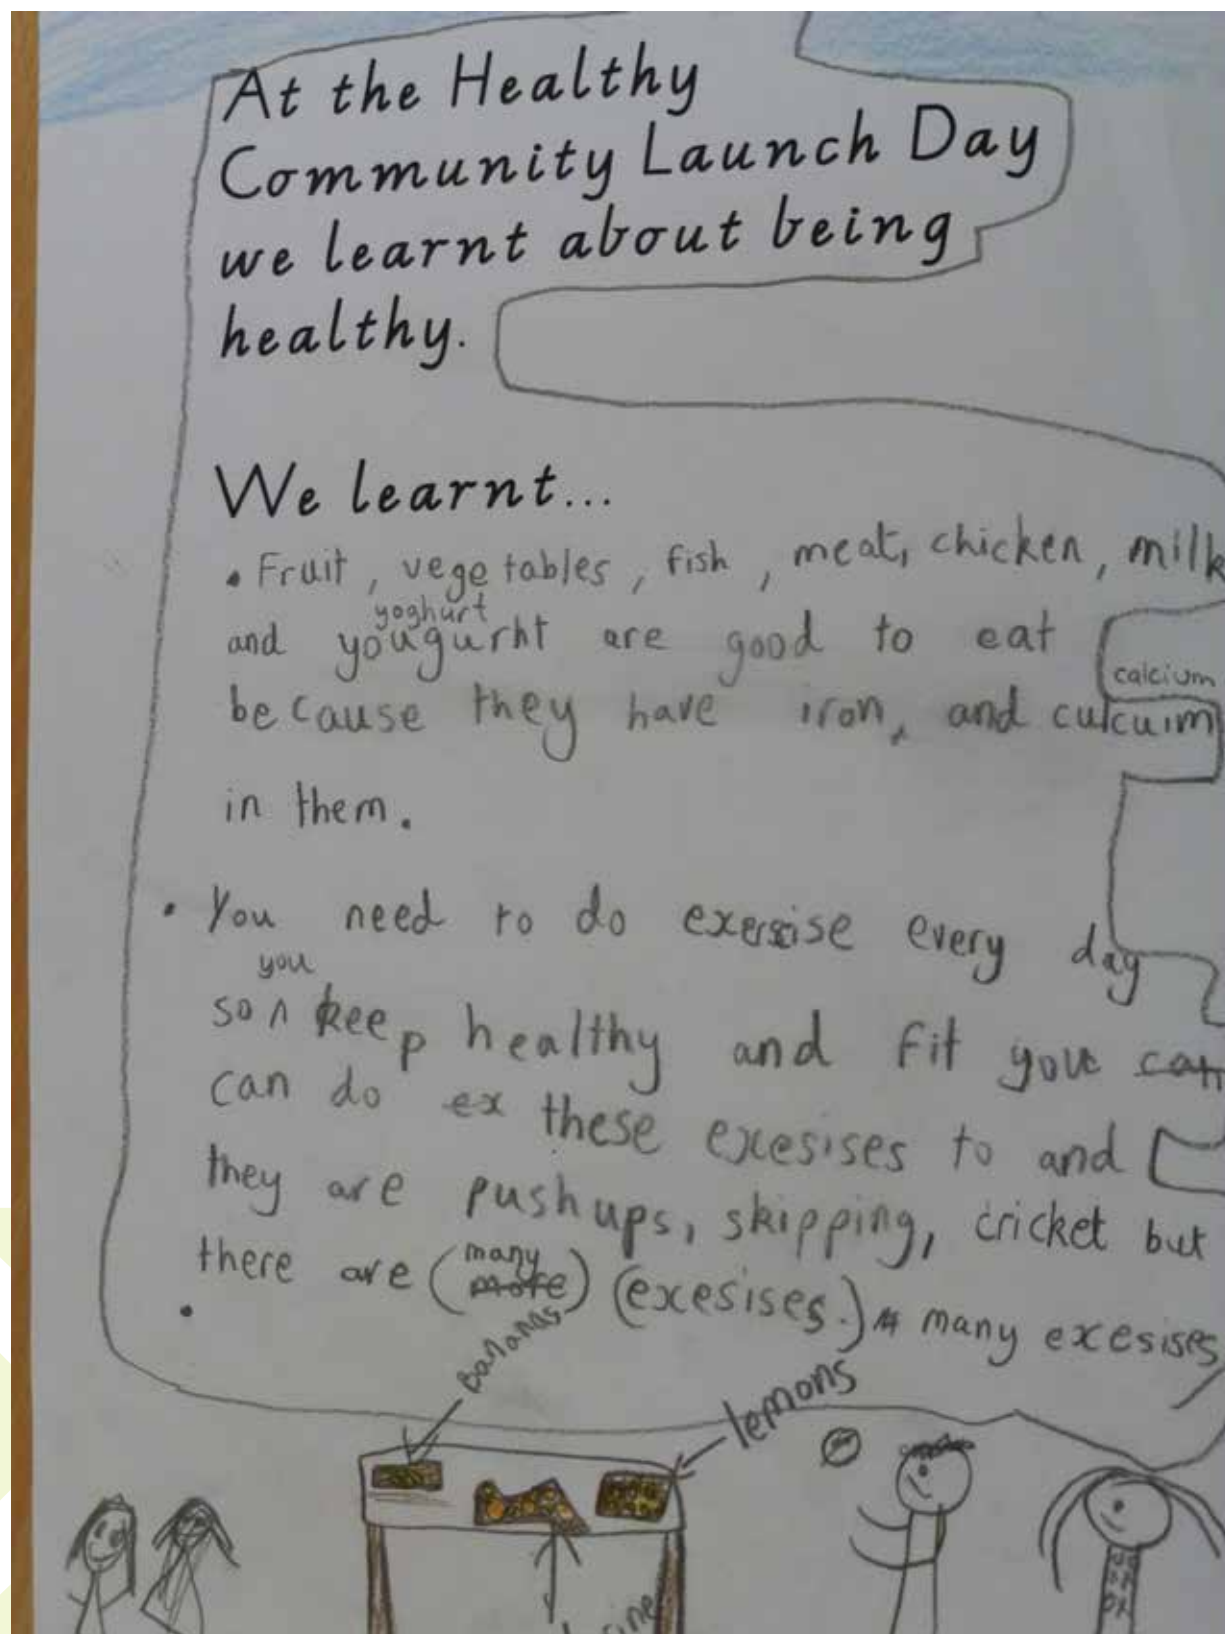 At the Healthy
Community Launch Day
we learnt about being
healthy.
We learnt...
• Fruit, vegetables, fish, meat, chicken, milk
yoghurt
and yougurht are good to eat
calcium
because they have iron, and culcuim
in them.
• You need to do exersise every day
you
so ^ keep healthy and fit you can
can do ex these excesises to and
they are push ups, skipping, cricket but
many
there are (more) (excesises.) many excesises
•
Bananas
lemons